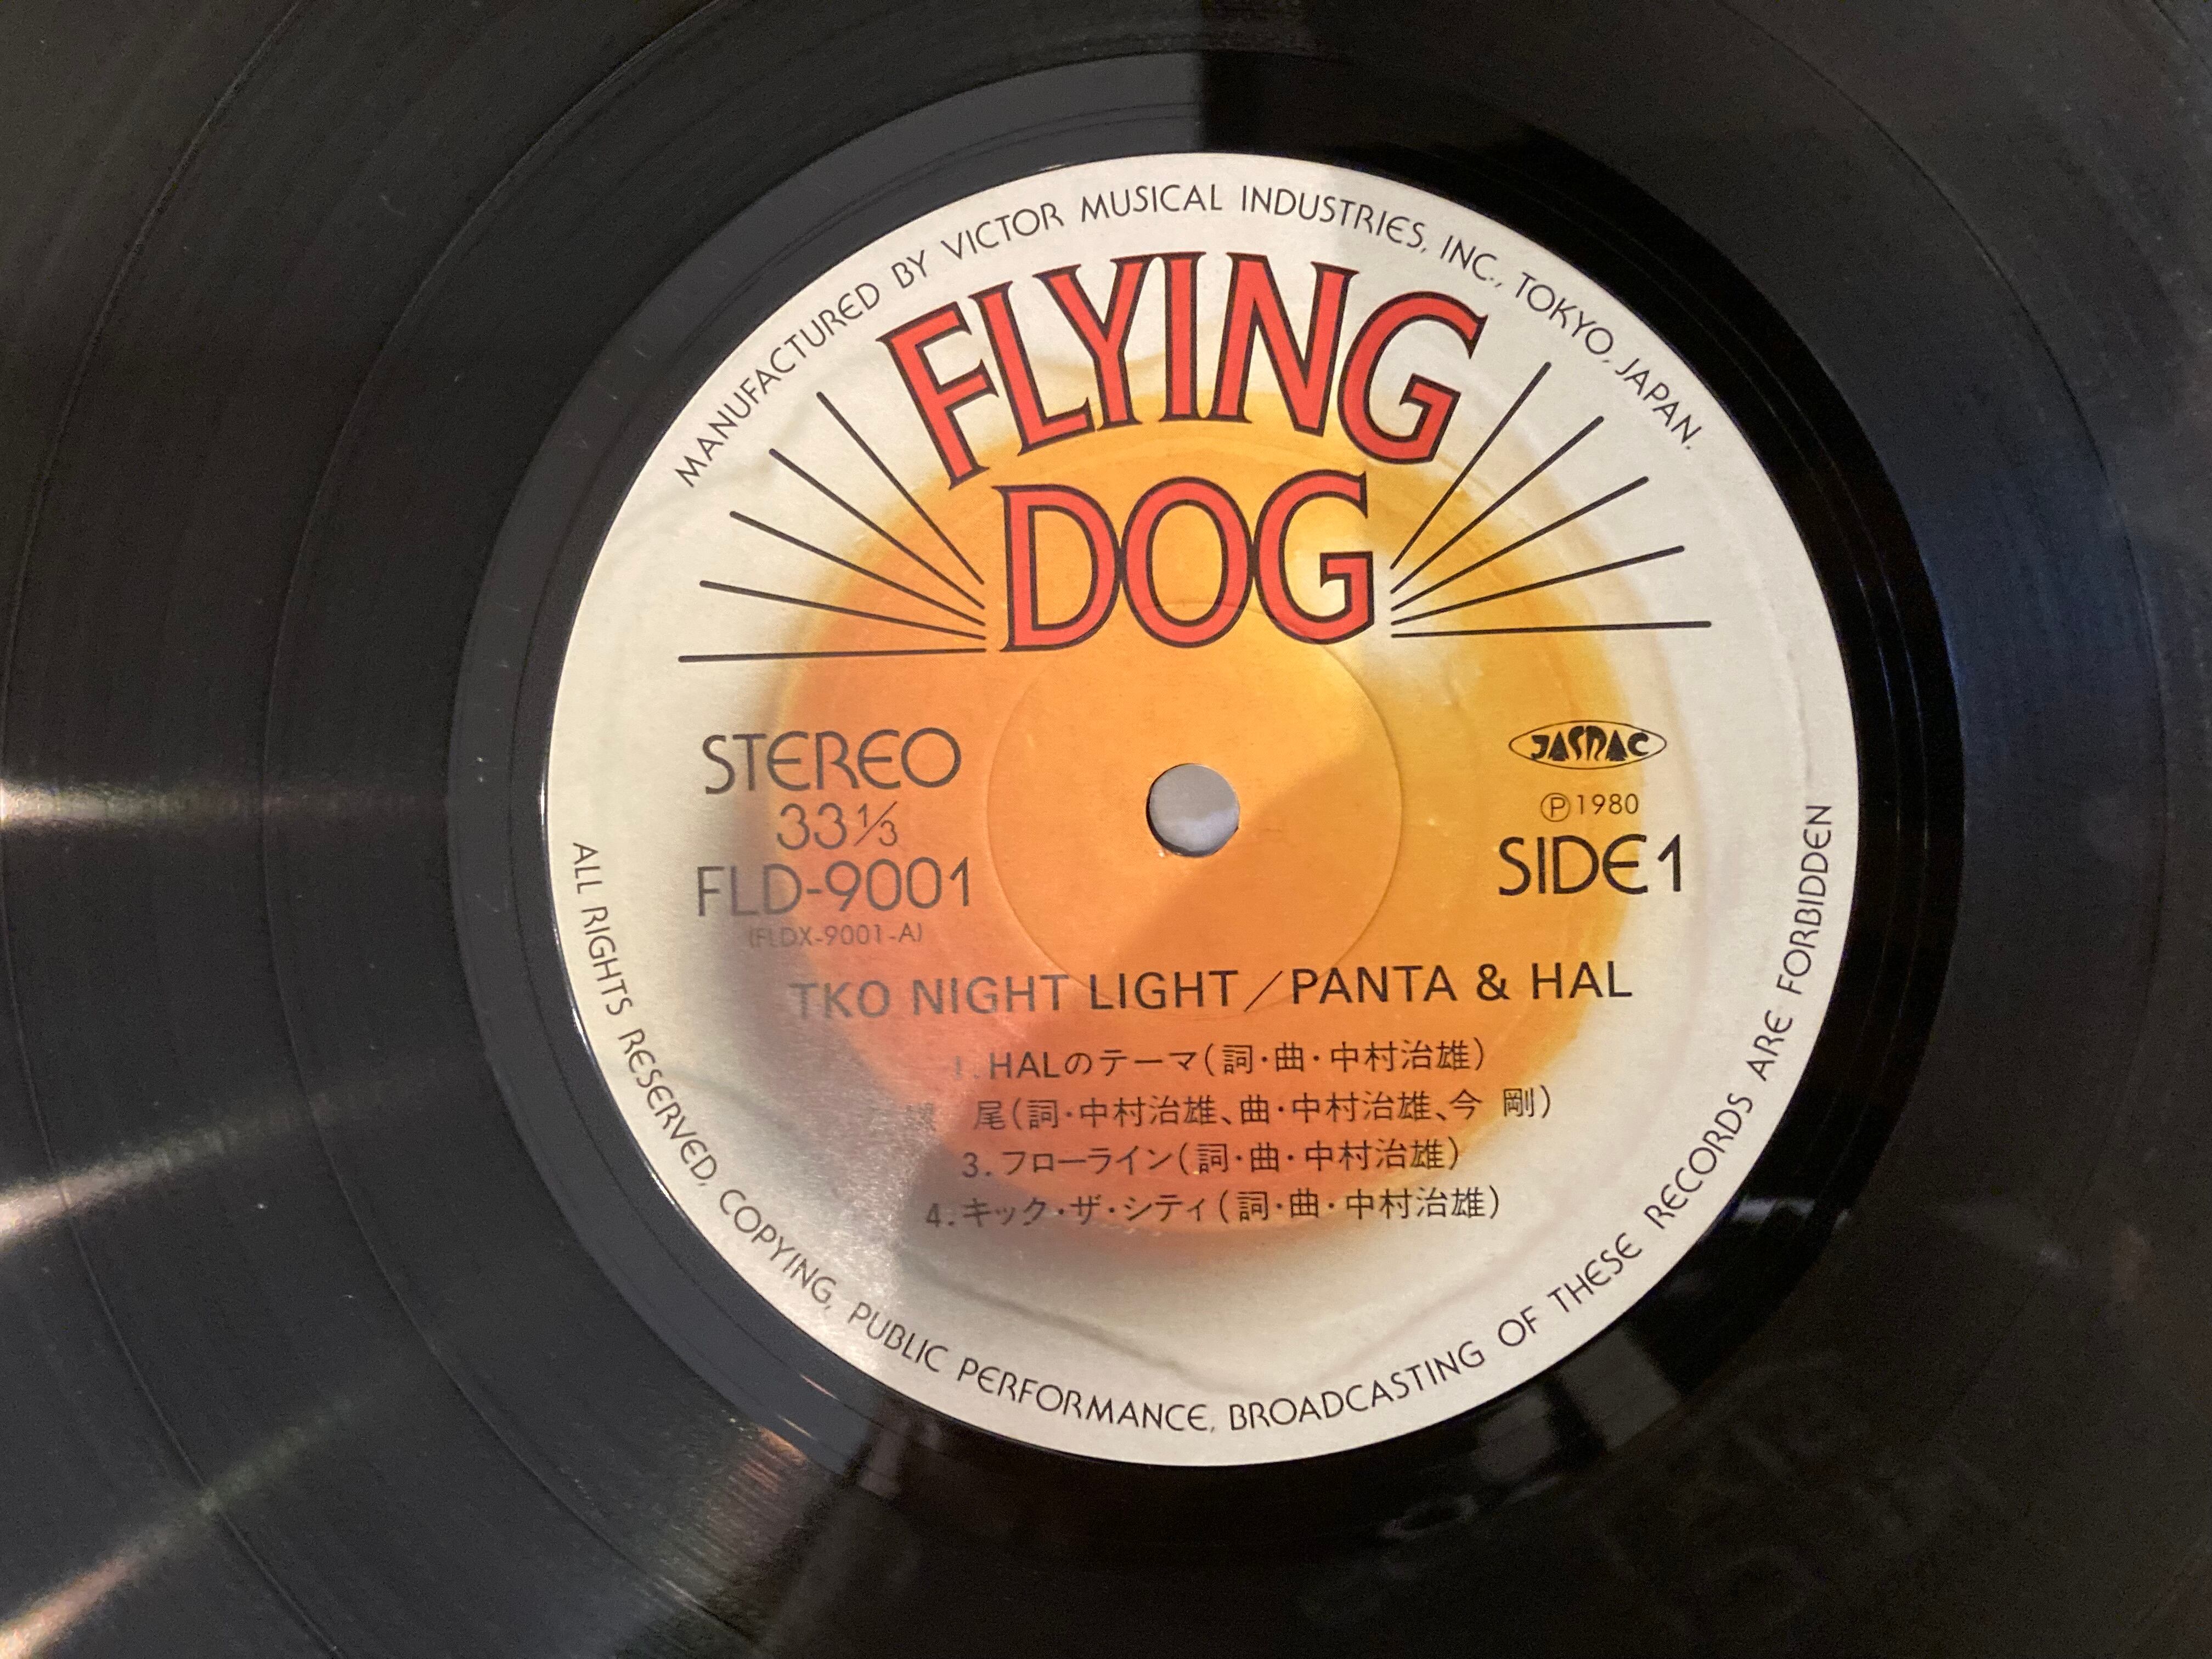 MANUFACTURED BY VICTOR MUSICAL INDUSTRIES, INC., TOKYO, JAPAN.
FLYING
DOG
STEREO
33 1/3
FLD-9001
(FLDX-9001-A)
JASRAC
Ⓟ1980
SIDE 1
TKO NIGHT LIGHT／PANTA & HAL
1. HALのテーマ(詞・曲・中村治雄)
尾(詞・中村治雄、曲・中村治雄、今 剛)
3. フローライン(詞・曲・中村治雄)
4. キック・ザ・シティ(詞・曲・中村治雄)
ALL RIGHTS RESERVED, COPYING, PUBLIC PERFORMANCE, BROADCASTING OF THESE RECORDS ARE FORBIDDEN